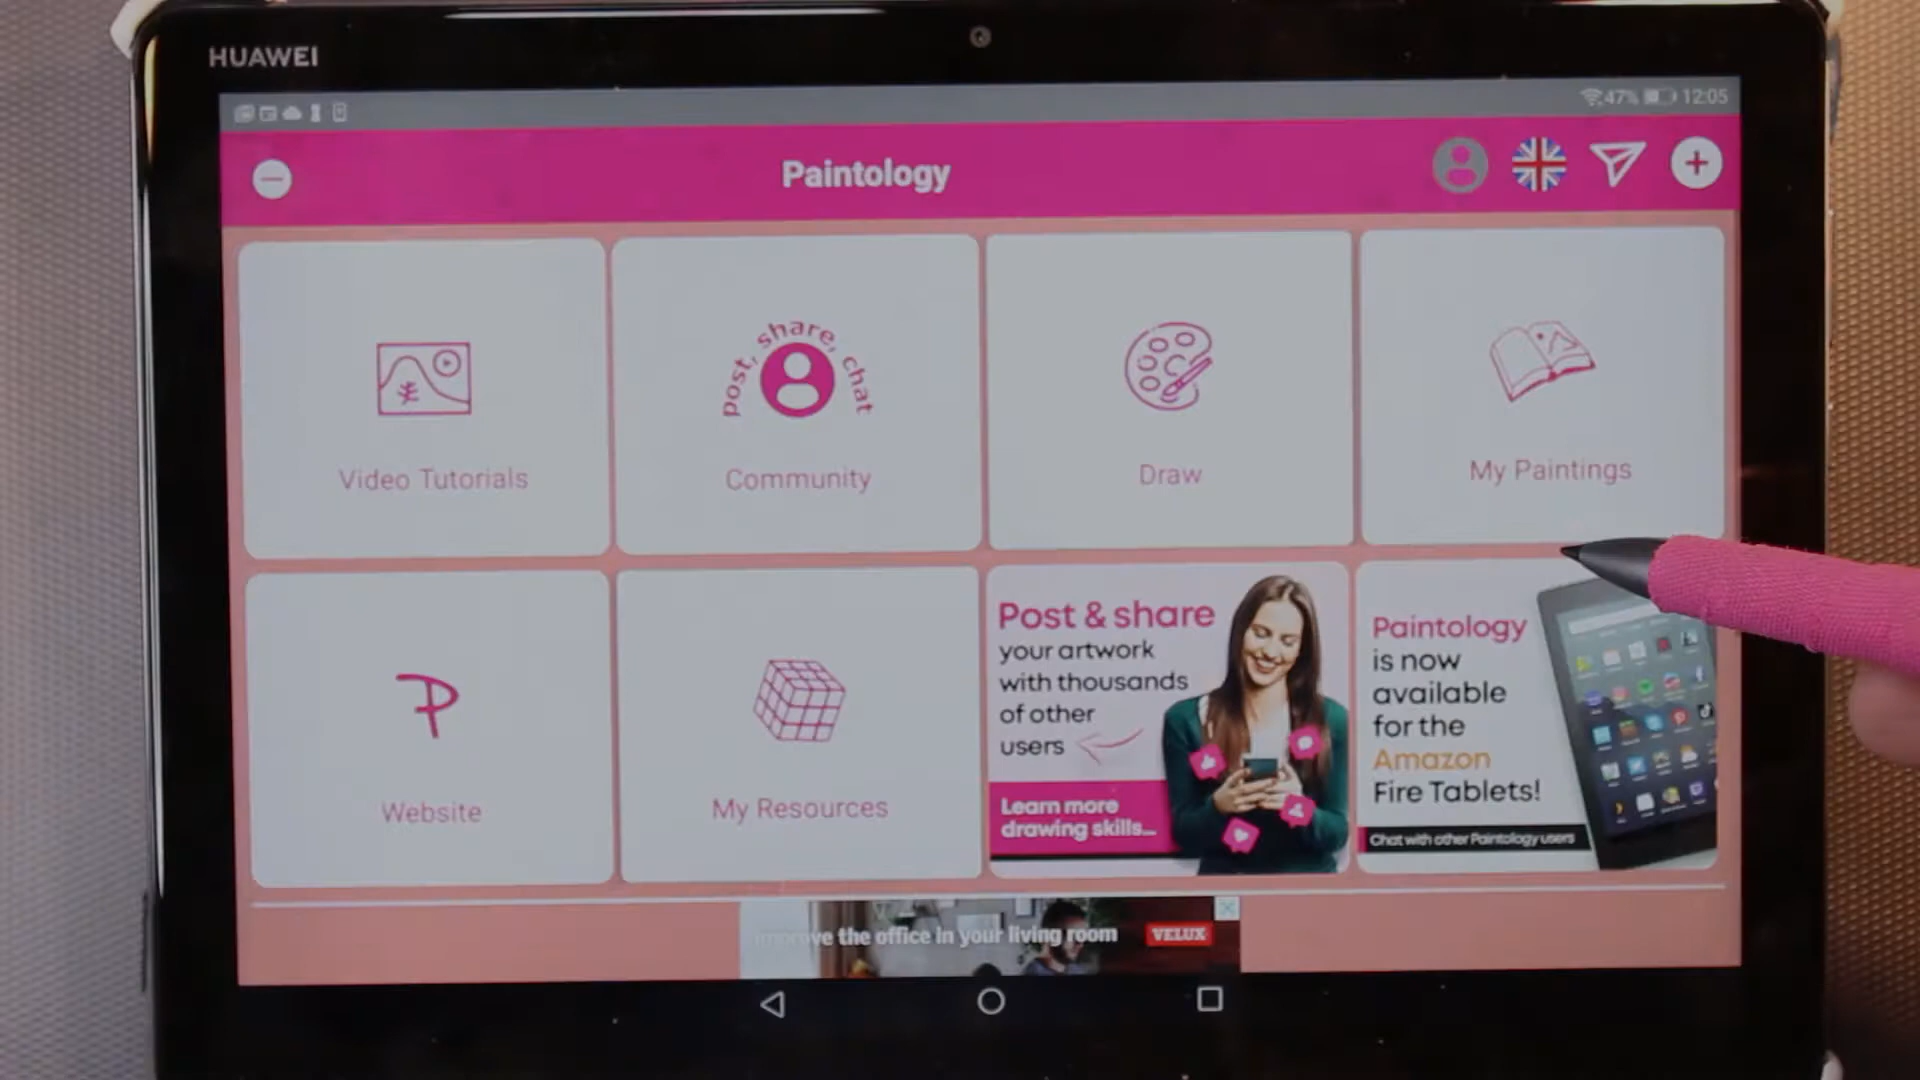 HUAWEI
47% 12:05
Paintology
post, share, chat
Video Tutorials
Community
Draw
My Paintings
Website
My Resources
Post & share
your artwork
with thousands
of other
users
Learn more
drawing skills...
Paintology
is now
available
for the
Amazon
Fire Tablets!
Chat with other Paintology users
improve the office in your living room
VELUX